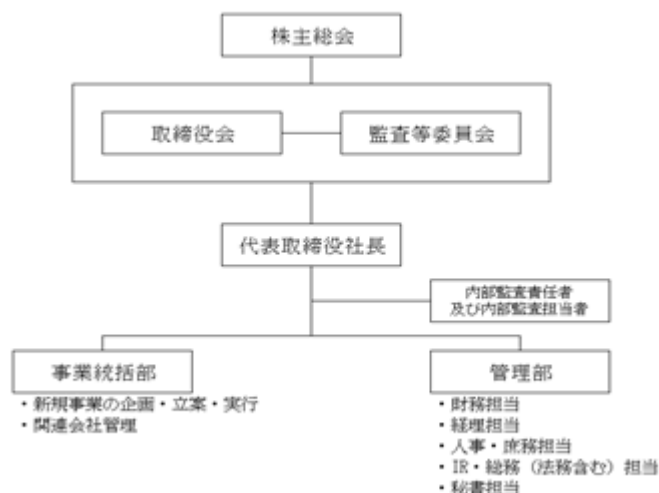 株主総会
取締役会
監査等委員会
代表取締役社長
内部監査責任者
及び内部監査担当者
事業統括部
・新規事業の企画・立案・実行
・関連会社管理
管理部
・財務担当
・経理担当
・人事・庶務担当
・IR・総務（法務含む）担当
・秘書担当